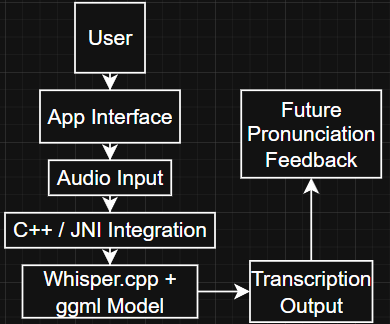 User
App Interface
Audio Input
C++ / JNI Integration
Whisper.cpp +
ggml Model
Transcription
Output
Future
Pronunciation
Feedback